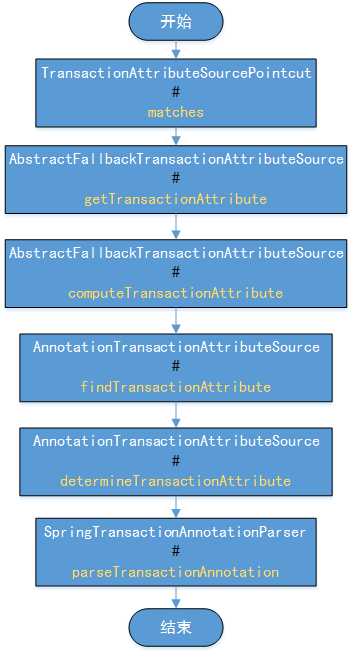 开始
TransactionAttributeSourcePointcut
#
matches
AbstractFallbackTransactionAttributeSource
#
getTransactionAttribute
AbstractFallbackTransactionAttributeSource
#
computeTransactionAttribute
AnnotationTransactionAttributeSource
#
findTransactionAttribute
AnnotationTransactionAttributeSource
#
determineTransactionAttribute
SpringTransactionAnnotationParser
#
parseTransactionAnnotation
结束